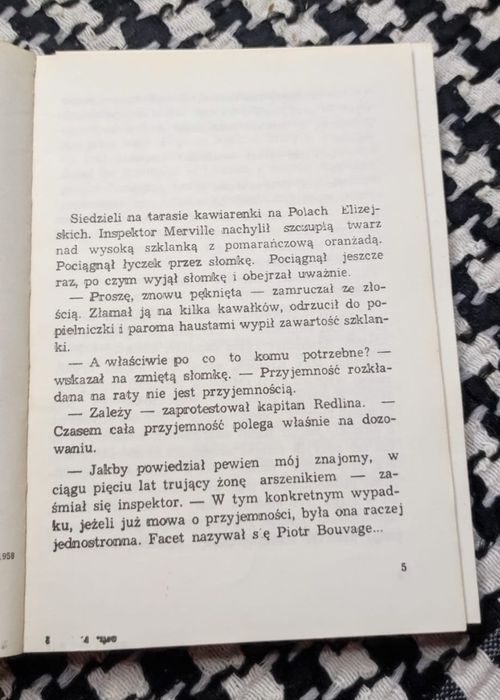 Siedzieli na tarasie kawiarenki na Polach Elizej-
skich. Inspektor Merville nachylił szczupłą twarz
nad wysoką szklanką z pomarańczową oranżadą.
Pociągnął łyczek przez słomkę. Pociągnął jeszcze
raz, po czym wyjął słomkę i obejrzał uważnie.
— Proszę, znowu pęknięta — zamruczał ze zło-
ścią. Złamał ją na kilka kawałków, odrzucił do po-
pielniczki i paroma haustami wypił zawartość szklan-
ki.
— A właściwie po co to komu potrzebne? —
wskazał na zmiętą słomkę. — Przyjemność rozkła-
dana na raty nie jest przyjemnością.
— Zależy — zaprotestował kapitan Redlina. —
Czasem cała przyjemność polega właśnie na dozo-
waniu.
— Jakby powiedział pewien mój znajomy, w
ciągu pięciu lat trujący żonę arszenikiem — za-
śmiał się inspektor. — W tym konkretnym wypad-
ku, jeżeli już mowa o przyjemności, była ona raczej
jednostronna. Facet nazywał s ę Piotr Bouvage...
1958
5